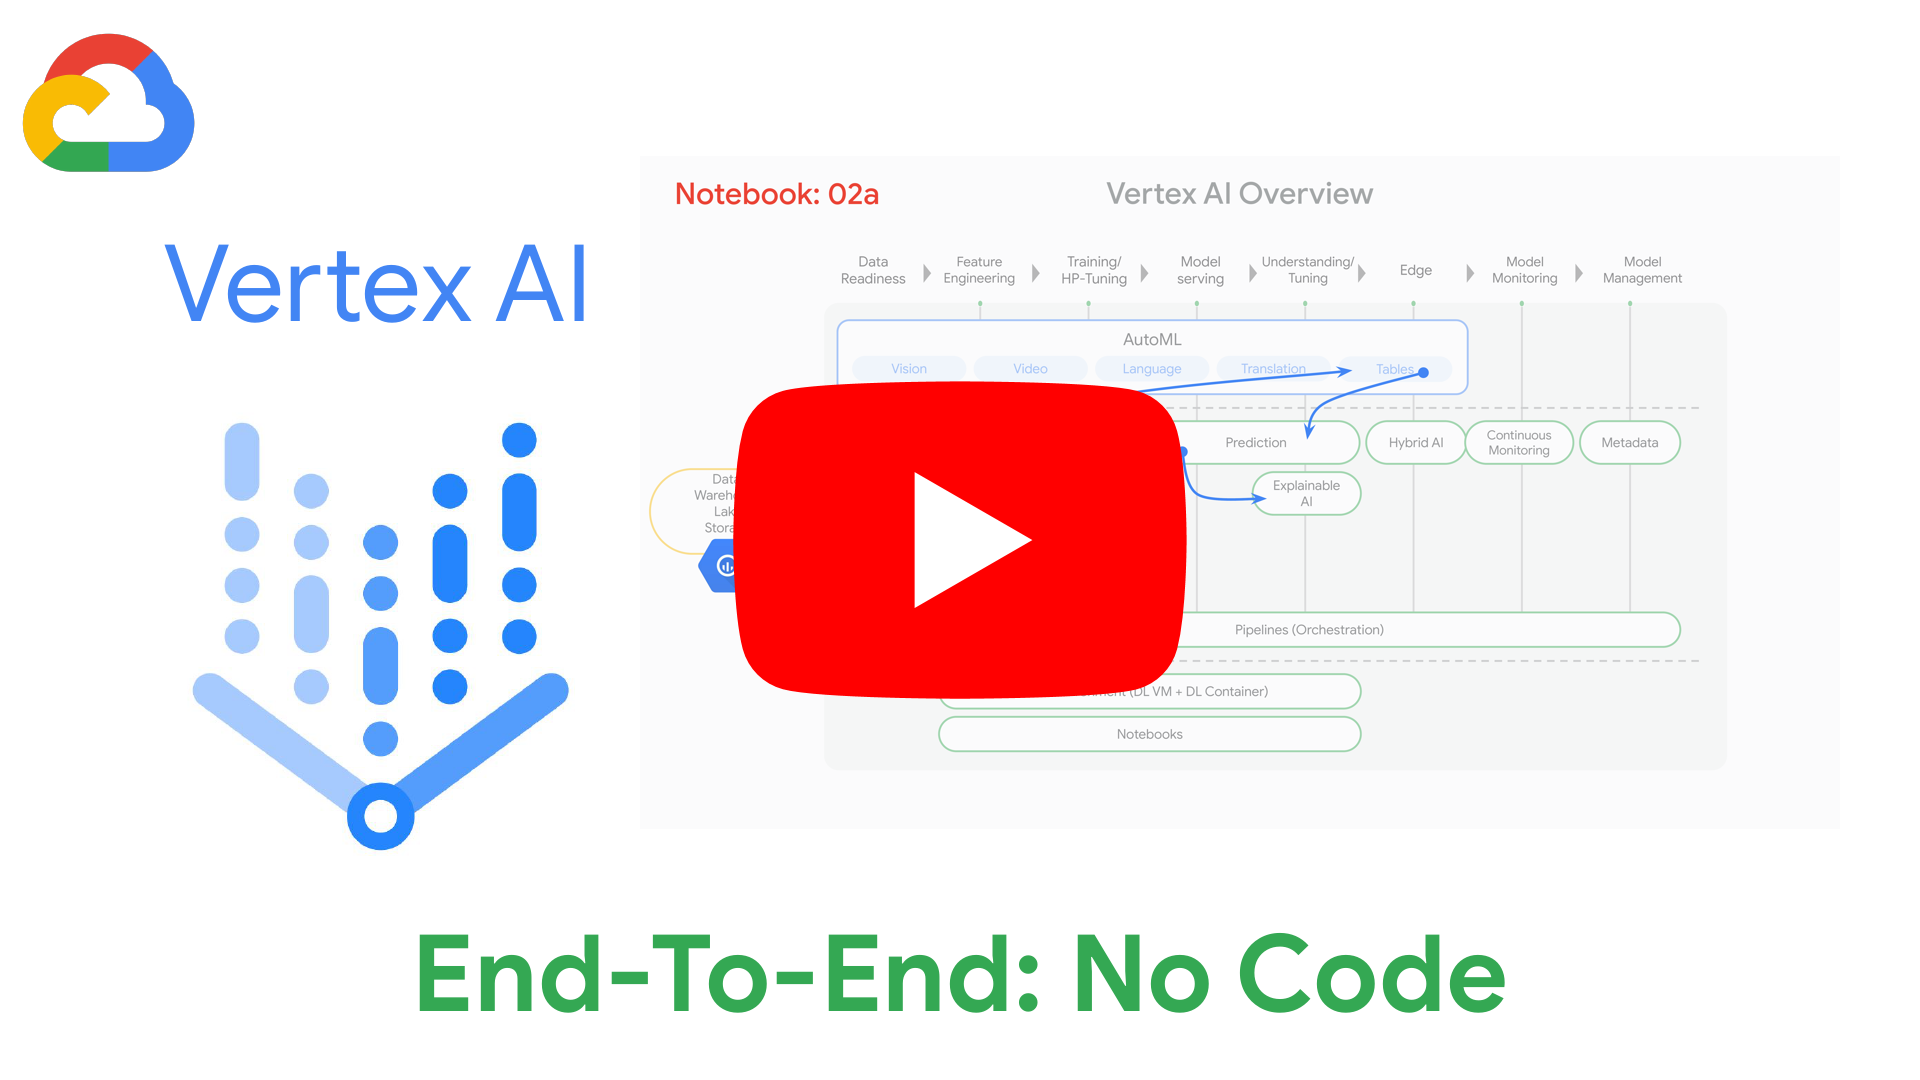 Vertex AI
Notebook: 02a
Vertex AI Overview
Data
Readiness
Feature
Engineering
Training/
HP-Tuning
Model
serving
Understanding/
Tuning
Edge
Model
Monitoring
Model
Management
AutoML
Vision
Video
Language
Translation
Tables
Prediction
Hybrid AI
Continuous
Monitoring
Metadata
Explainable
AI
Data
Pipelines (Orchestration)
(DL VM + DL Container)
Notebooks
End-To-End: No Code